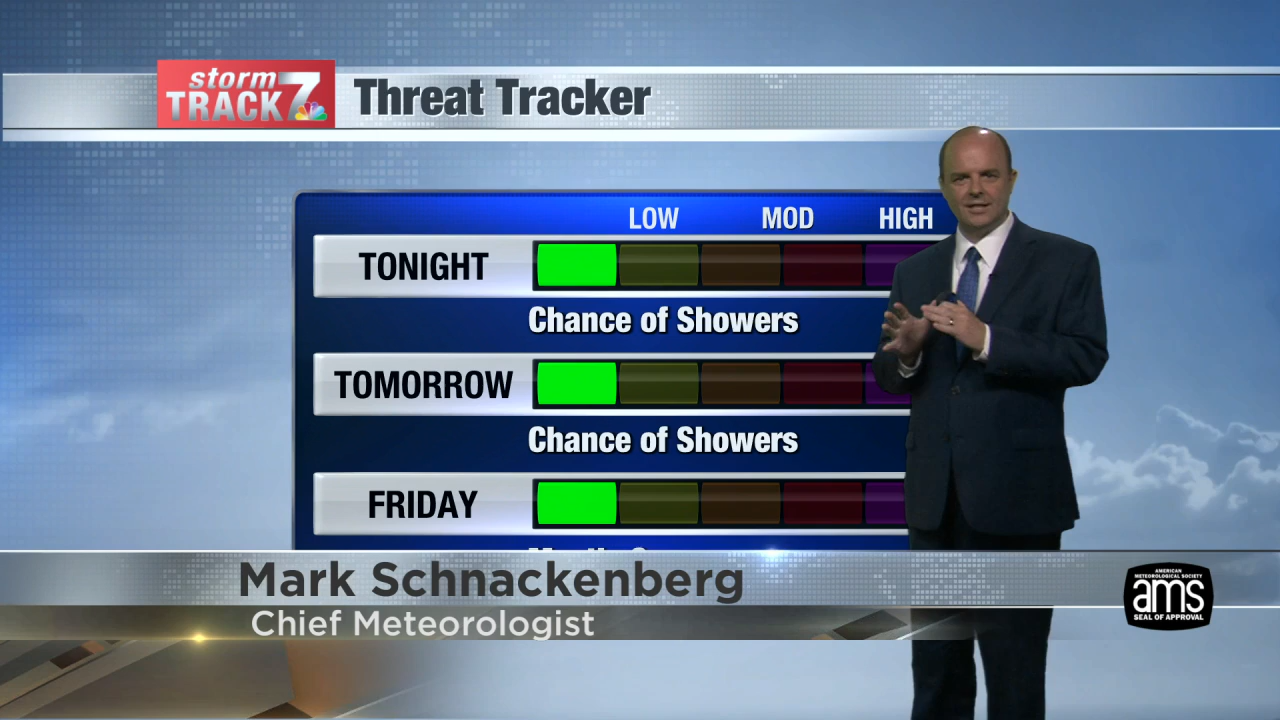 storm
TRACK 7
Threat Tracker
LOW MOD HIGH
TONIGHT
Chance of Showers
TOMORROW
Chance of Showers
FRIDAY
Mark Schnackenberg
Chief Meteorologist
AMERICAN
METEOROLOGICAL SOCIETY
ams
SEAL OF APPROVAL